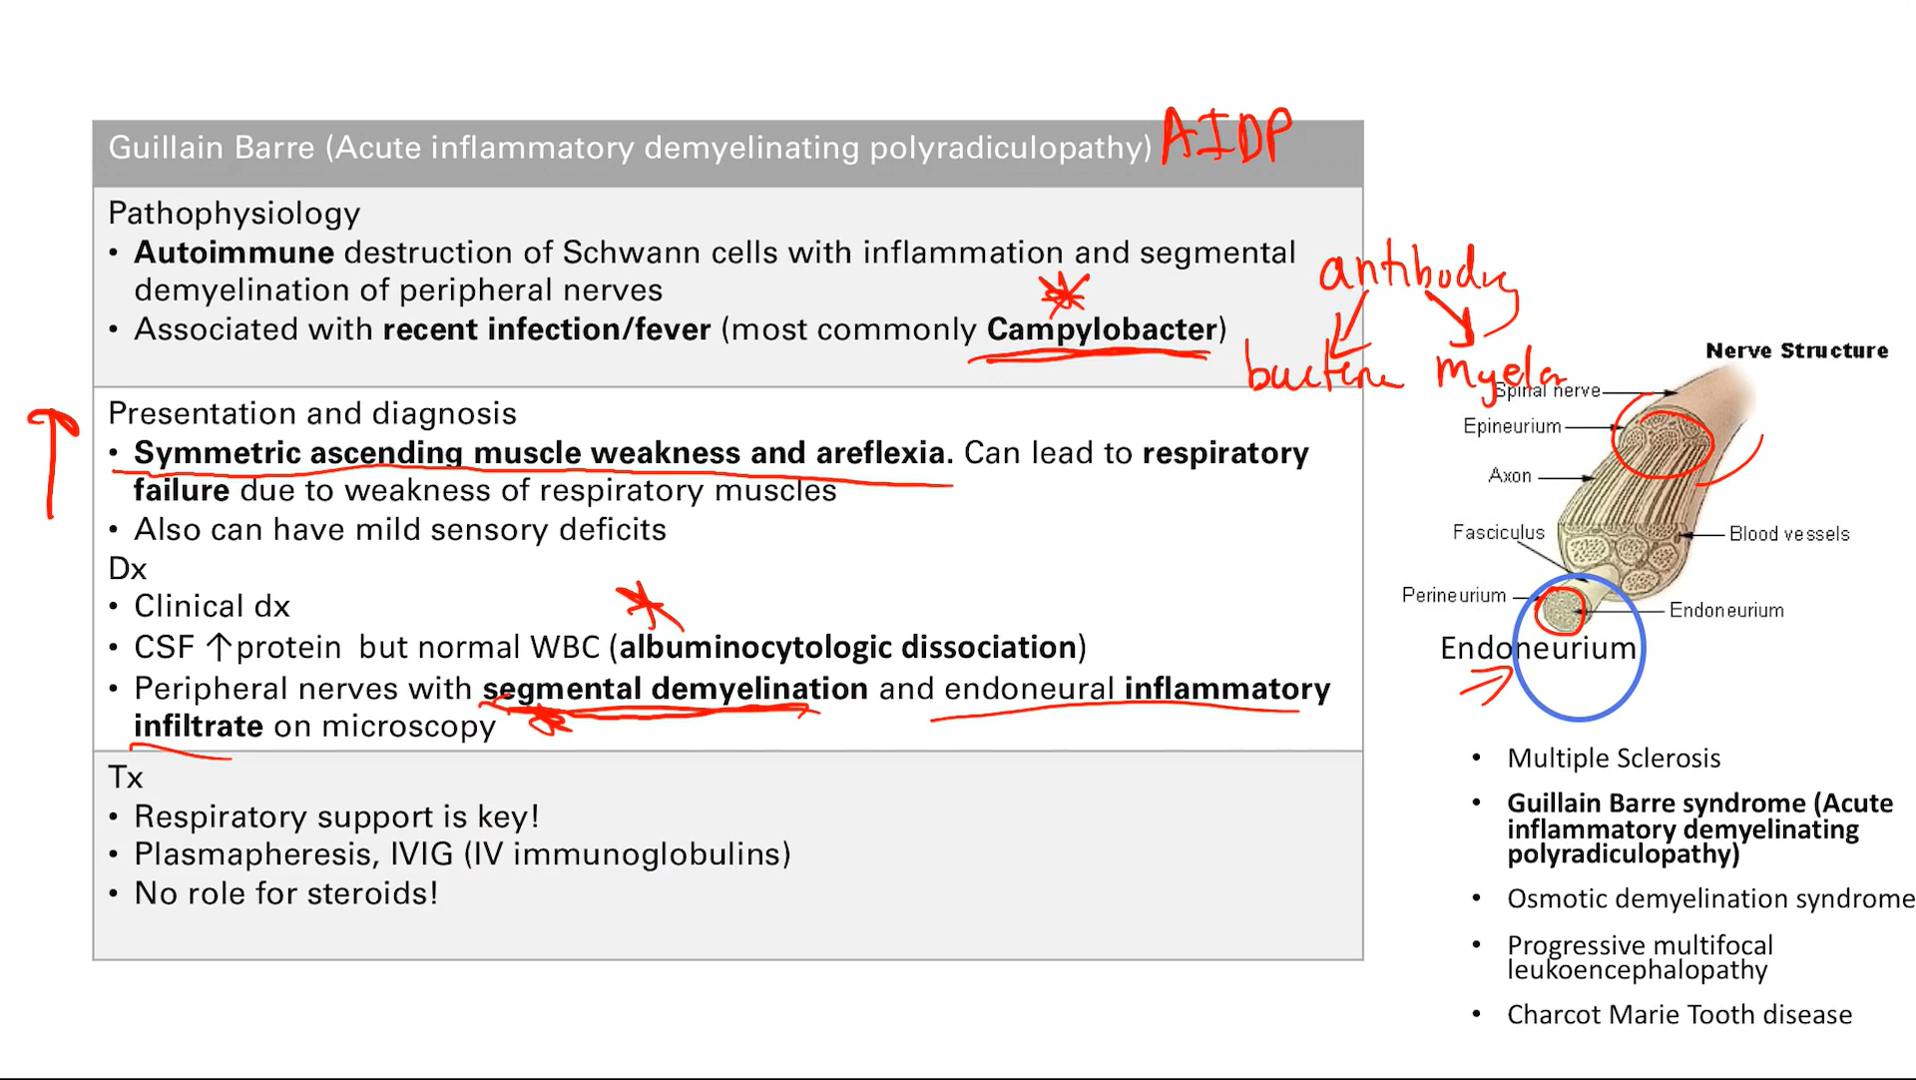 Guillain Barre (Acute inflammatory demyelinating polyradiculopathy) AIDP
Pathophysiology
• Autoimmune destruction of Schwann cells with inflammation and segmental
demyelination of peripheral nerves
• Associated with recent infection/fever (most commonly Campylobacter)
antibody
Presentation and diagnosis
• Symmetric ascending muscle weakness and areflexia. Can lead to respiratory
failure due to weakness of respiratory muscles
• Also can have mild sensory deficits
Dx
• Clinical dx
• CSF ↑protein but normal WBC (albuminocytologic dissociation)
• Peripheral nerves with segmental demyelination and endoneural inflammatory
infiltrate on microscopy
Tx
• Respiratory support is key!
• Plasmapheresis, IVIG (IV immunoglobulins)
• No role for steroids!
Nerve Structure
Spinal nerve
Epineurium
Axon
Fasciculus
Blood vessels
Perineurium
Endoneurium
Endoneurium
• Multiple Sclerosis
• Guillain Barre syndrome (Acute
inflammatory demyelinating
polyradiculopathy)
• Osmotic demyelination syndrome
• Progressive multifocal
leukoencephalopathy
• Charcot Marie Tooth disease